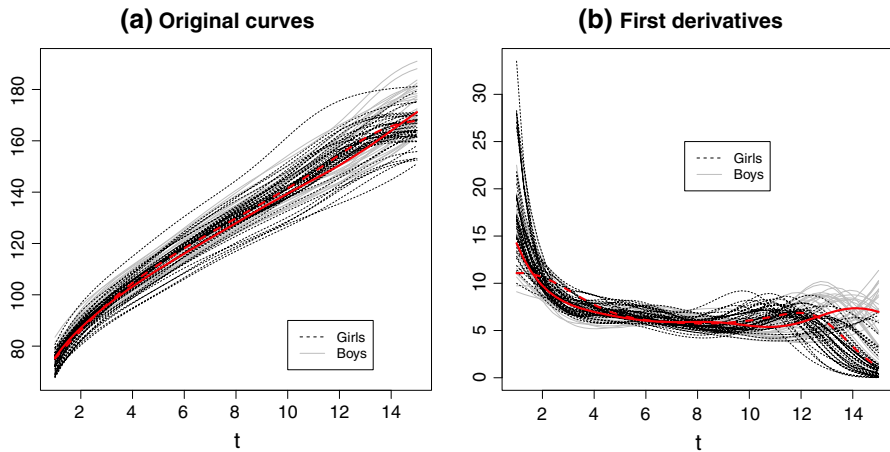 (a) Original curves
180
160
140
120
100
80
2 4 6 8 10 12 14
t
Girls
Boys
(b) First derivatives
30
25
20
15
10
5
0
2 4 6 8 10 12 14
t
Girls
Boys